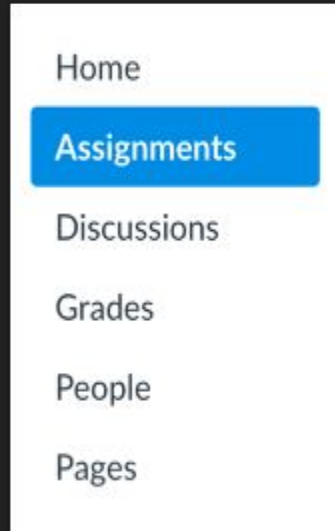 Home
Assignments
Discussions
Grades
People
Pages